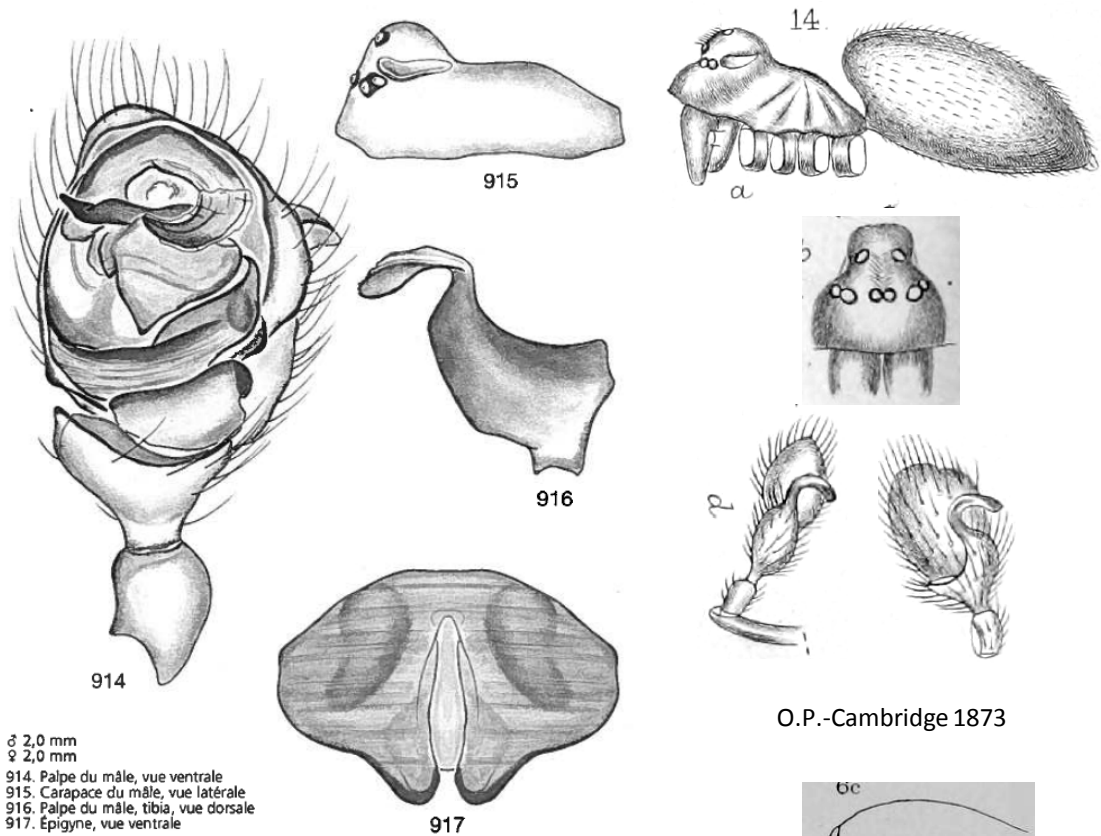 915
14.
a
916
d
914
♂ 2,0 mm
♀ 2,0 mm
914. Palpe du mâle, vue ventrale
915. Carapace du mâle, vue latérale
916. Palpe du mâle, tibia, vue dorsale
917. Épigyne, vue ventrale
917
O.P.-Cambridge 1873
6c